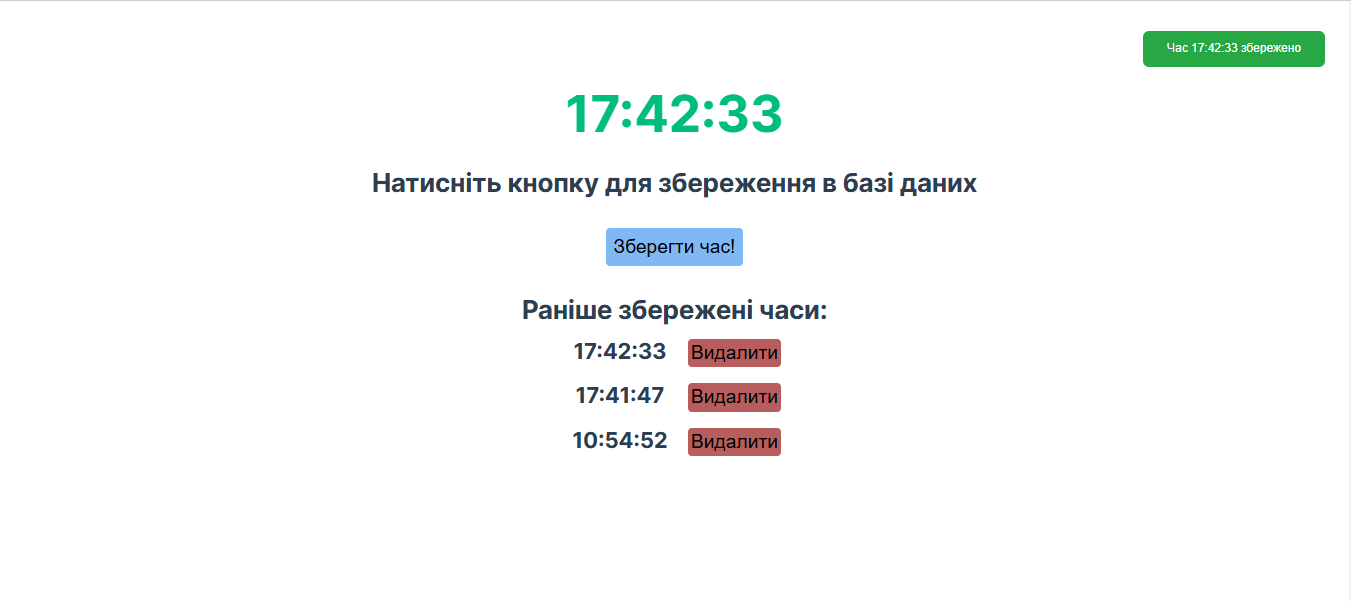 Час 17:42:33 збережено
17:42:33
Натисніть кнопку для збереження в базі даних
Зберегти час!
Раніше збережені часи:
17:42:33 Видалити
17:41:47 Видалити
10:54:52 Видалити